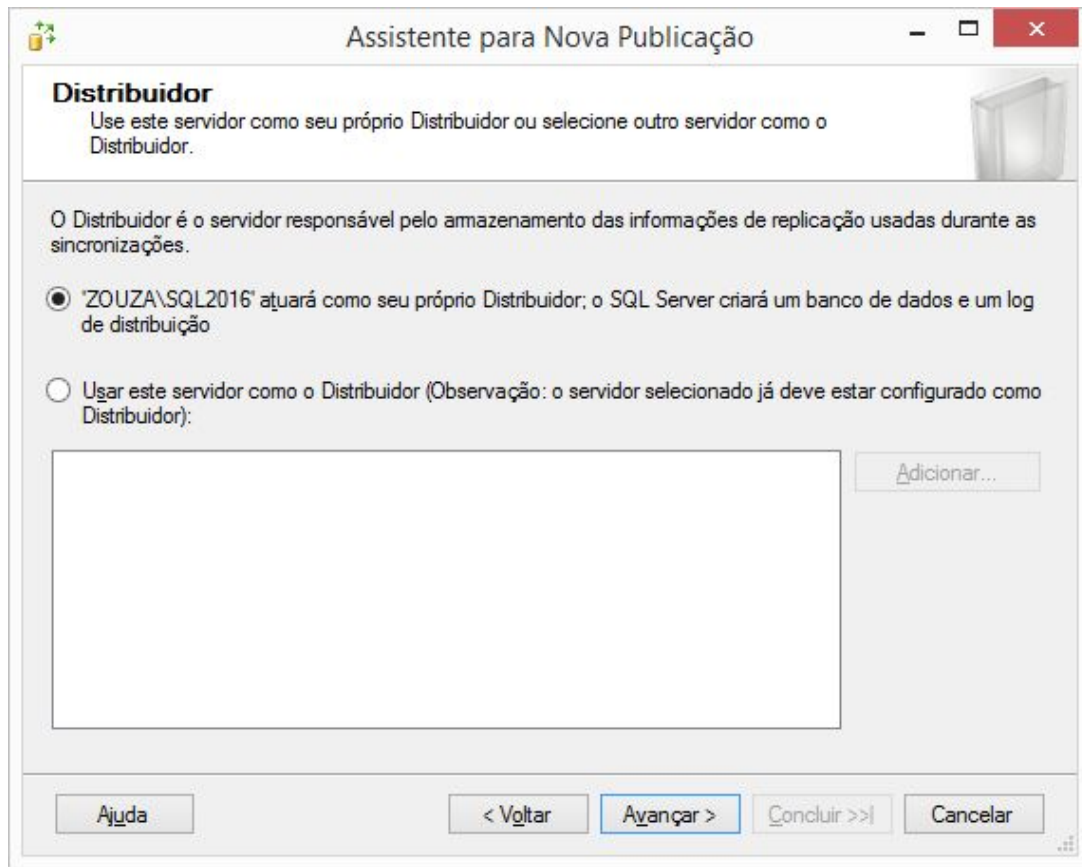 Assistente para Nova Publicação
Distribuidor
Use este servidor como seu próprio Distribuidor ou selecione outro servidor como o
Distribuidor.
O Distribuidor é o servidor responsável pelo armazenamento das informações de replicação usadas durante as
sincronizações.
'ZOUZA\SQL2016' atuará como seu próprio Distribuidor; o SQL Server criará um banco de dados e um log
de distribuição
Usar este servidor como o Distribuidor (Observação: o servidor selecionado já deve estar configurado como
Distribuidor):
Adicionar...
Ajuda
< Voltar
Avançar >
Concluir >>|
Cancelar